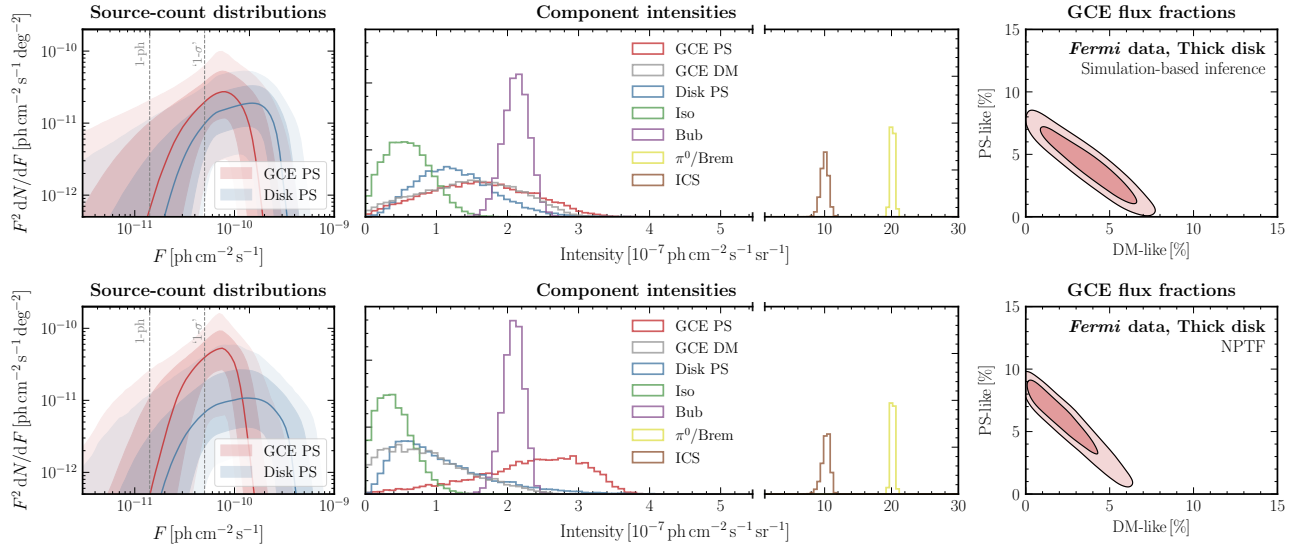 Source-count distributions
Component intensities
GCE flux fractions
F² dN/dF [ph cm⁻² s⁻¹ deg⁻²]
10⁻¹⁰
10⁻¹¹
10⁻¹²
1-ph
'1-σ'
GCE PS
Disk PS
10⁻¹¹ 10⁻¹⁰ 10⁻⁹
F [ph cm⁻² s⁻¹]
GCE PS
GCE DM
Disk PS
Iso
Bub
π⁰/Brem
ICS
0 1 2 3 4 5 10 20 30
Intensity [10⁻⁷ ph cm⁻² s⁻¹ sr⁻¹]
Fermi data, Thick disk
Simulation-based inference
PS-like [%]
15
10
5
0
0 5 10 15
DM-like [%]
Source-count distributions
Component intensities
GCE flux fractions
F² dN/dF [ph cm⁻² s⁻¹ deg⁻²]
10⁻¹⁰
10⁻¹¹
10⁻¹²
1-ph
'1-σ'
GCE PS
Disk PS
10⁻¹¹ 10⁻¹⁰ 10⁻⁹
F [ph cm⁻² s⁻¹]
GCE PS
GCE DM
Disk PS
Iso
Bub
π⁰/Brem
ICS
0 1 2 3 4 5 10 20 30
Intensity [10⁻⁷ ph cm⁻² s⁻¹ sr⁻¹]
Fermi data, Thick disk
NPTF
PS-like [%]
15
10
5
0
0 5 10 15
DM-like [%]